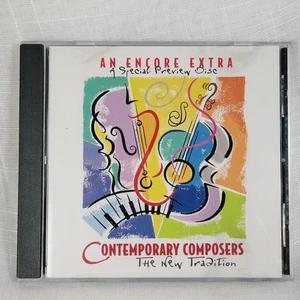 AN ENCORE EXTRA
A Special Preview Disc
CONTEMPORARY COMPOSERS
THE NEW TRADITION